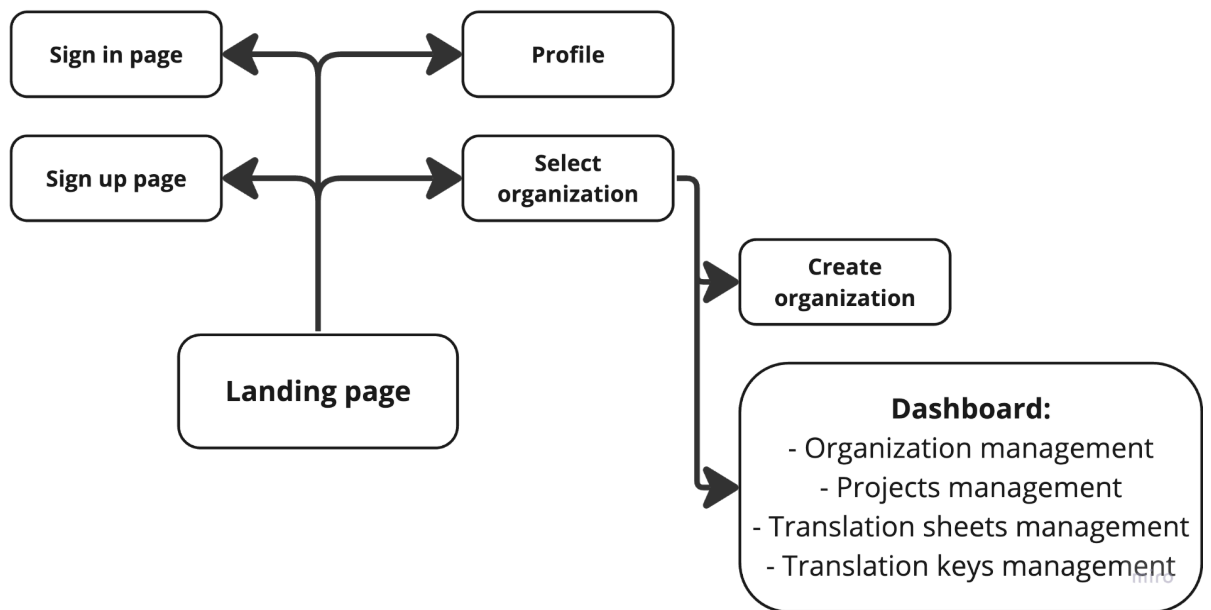 Sign in page
Profile
Sign up page
Select
organization
Create
organization
Landing page
Dashboard:
- Organization management
- Projects management
- Translation sheets management
- Translation keys management
miro